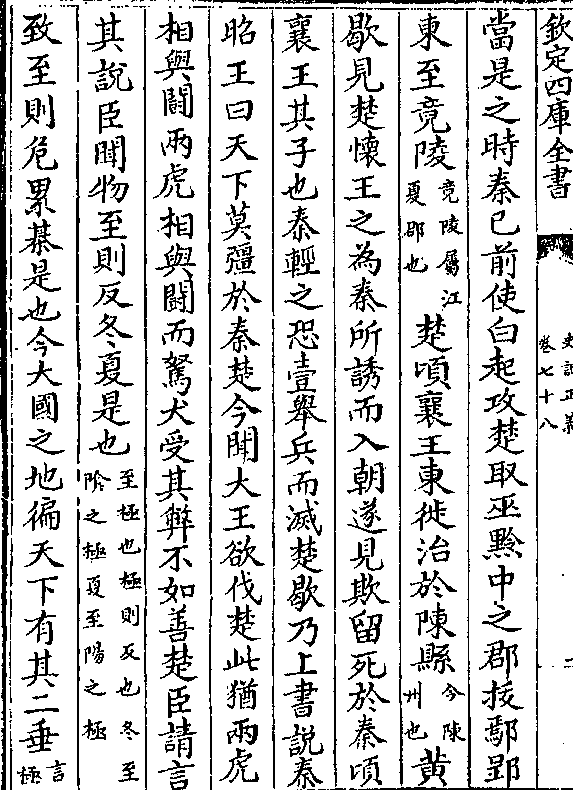 欽定四庫全書
史記正義
卷七十八
當是之時秦已前使白起攻楚取巫黔中之郡拔鄢郢
東至竟陵竟陵屬江夏郡也楚頃襄王東徙治於陳縣今陳州也黃
歇見楚懷王之為秦所誘而入朝遂見欺留死於秦頃
襄王其子也秦輕之恐壹舉兵而滅楚歇乃上書說秦
昭王曰天下莫彊於秦楚今聞大王欲伐楚此猶兩虎
相與鬬兩虎相與鬬而駑犬受其弊不如善楚臣請言
其說臣聞物至則反冬夏是也至極也極則反也冬至陰之極夏至陽之極
致至則危累棊是也今大國之地徧天下有其二垂言極